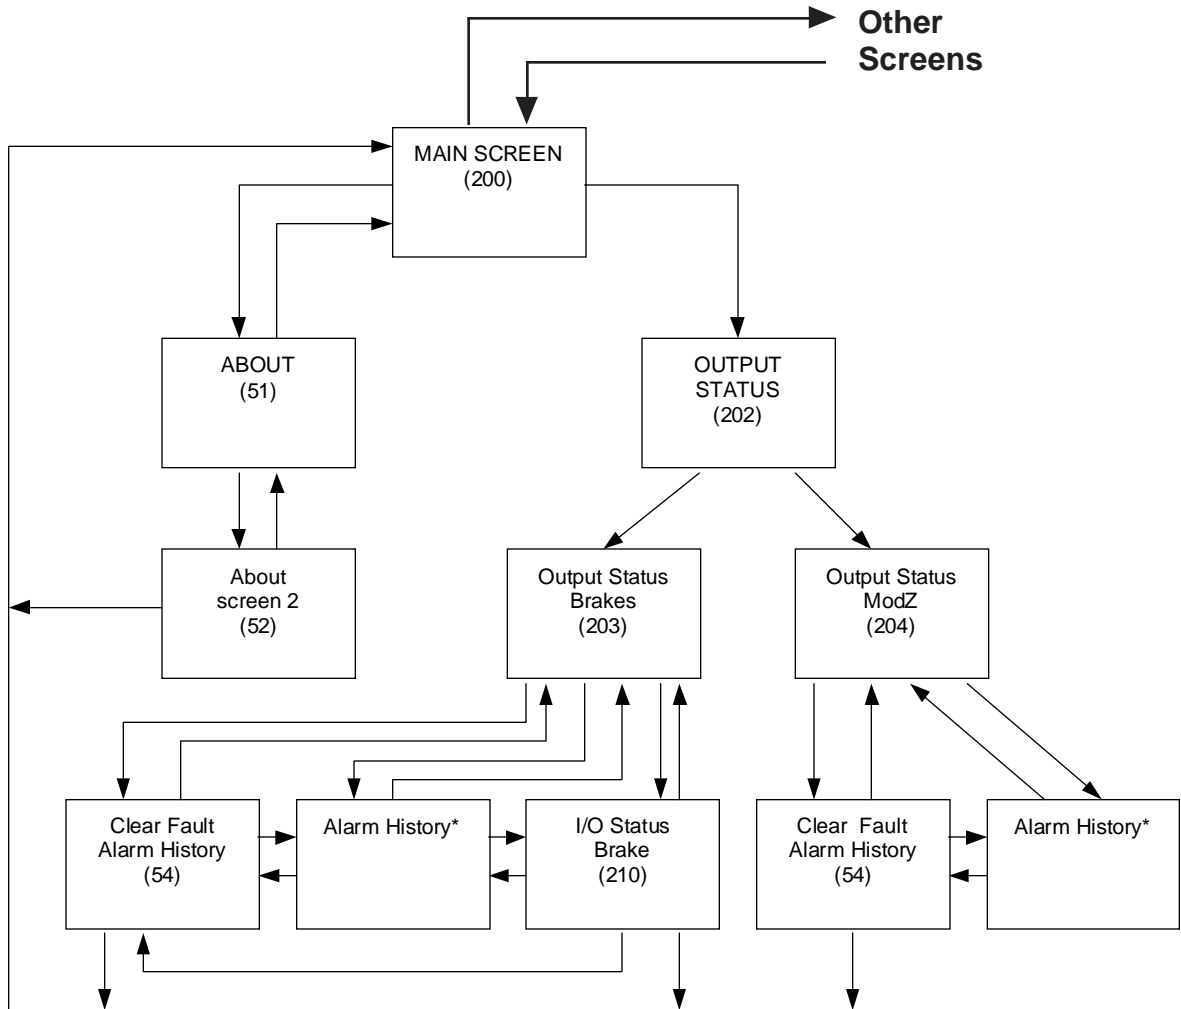 Other
Screens
MAIN SCREEN
(200)
ABOUT
(51)
OUTPUT
STATUS
(202)
About
screen 2
(52)
Output Status
Brakes
(203)
Output Status
ModZ
(204)
Clear Fault
Alarm History
(54)
Alarm History*
I/O Status
Brake
(210)
Clear Fault
Alarm History
(54)
Alarm History*